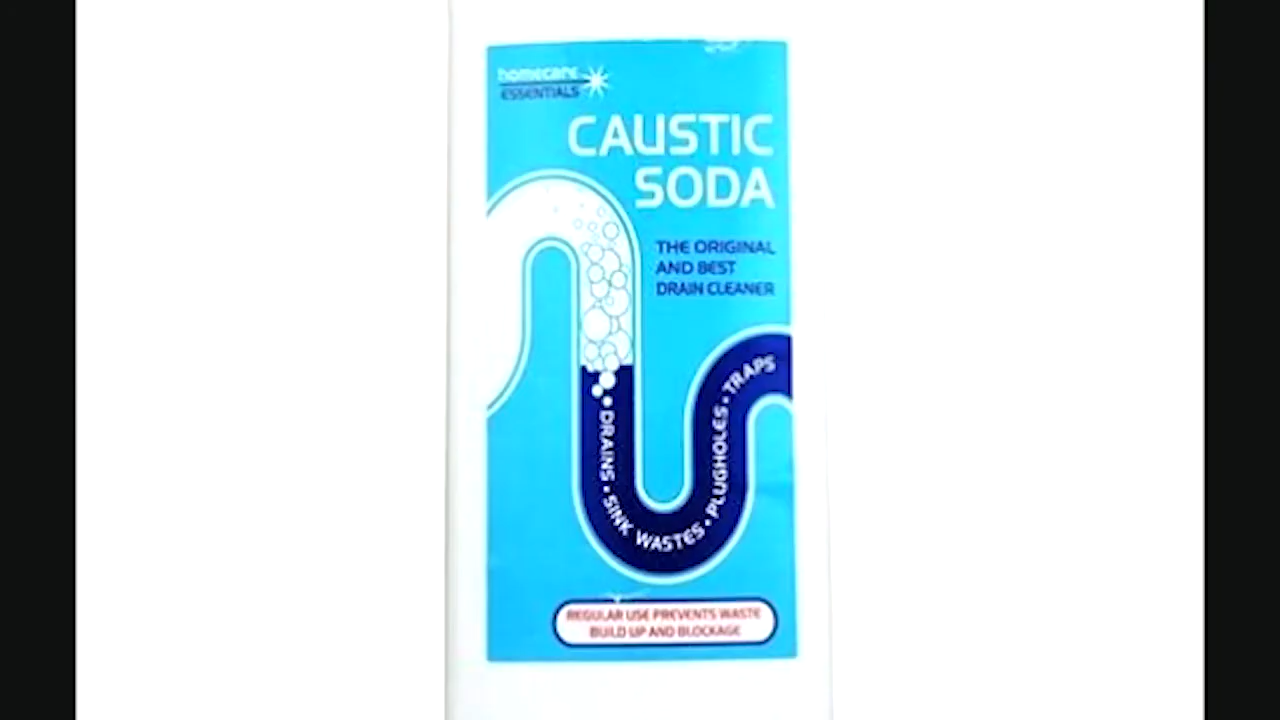 homecare
ESSENTIALS
CAUSTIC
SODA
THE ORIGINAL
AND BEST
DRAIN CLEANER
• DRAINS • SINK WASTES • PLUGHOLES • TRAPS
REGULAR USE PREVENTS WASTE
BUILD UP AND BLOCKAGE